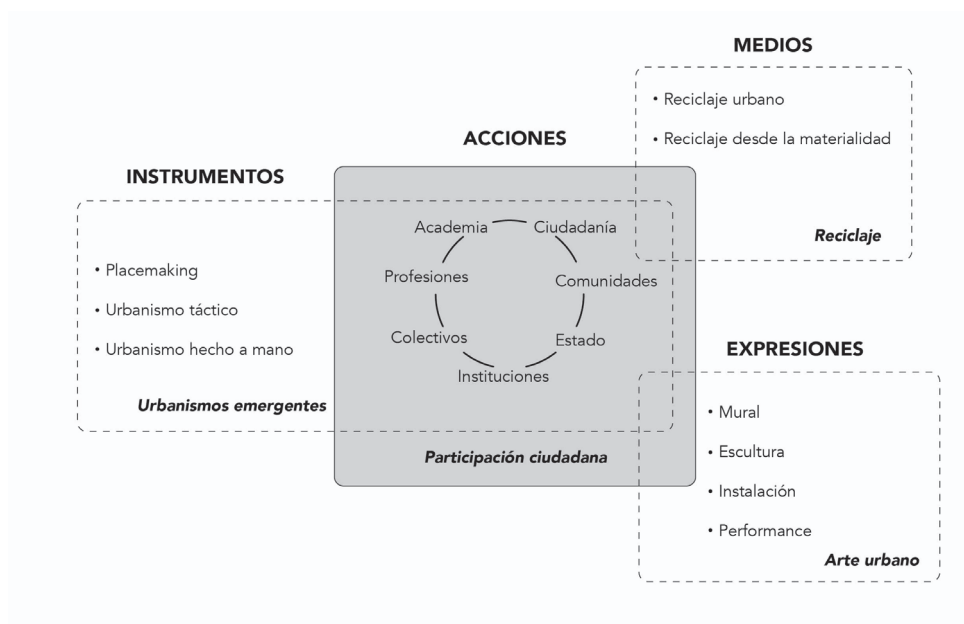 MEDIOS
• Reciclaje urbano
• Reciclaje desde la materialidad
Reciclaje
ACCIONES
Academia
Ciudadanía
Profesiones
Comunidades
Colectivos
Estado
Instituciones
Participación ciudadana
INSTRUMENTOS
• Placemaking
• Urbanismo táctico
• Urbanismo hecho a mano
Urbanismos emergentes
EXPRESIONES
• Mural
• Escultura
• Instalación
• Performance
Arte urbano